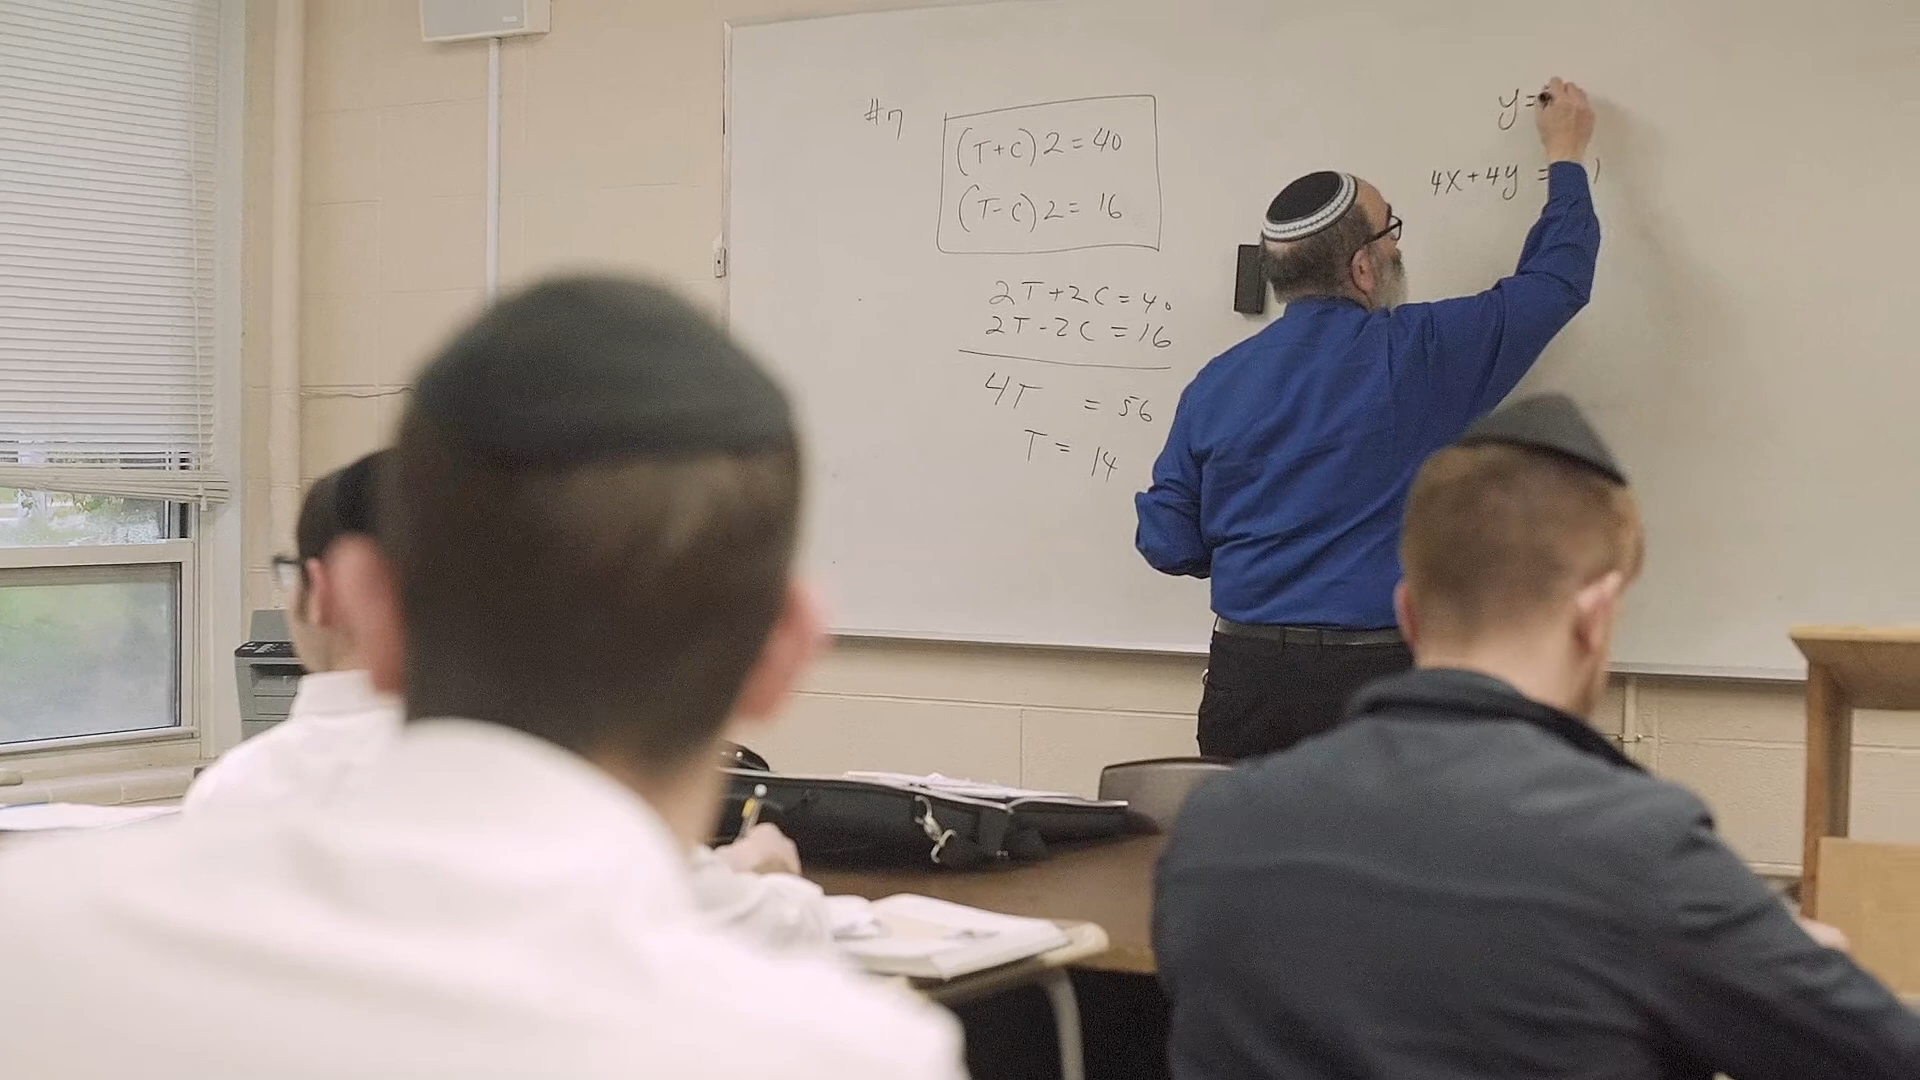 #7
(T+C)2=40
(T-C)2=16
2T+2C=40
2T-2C=16
4T = 56
T = 14
y=
4x+4y =